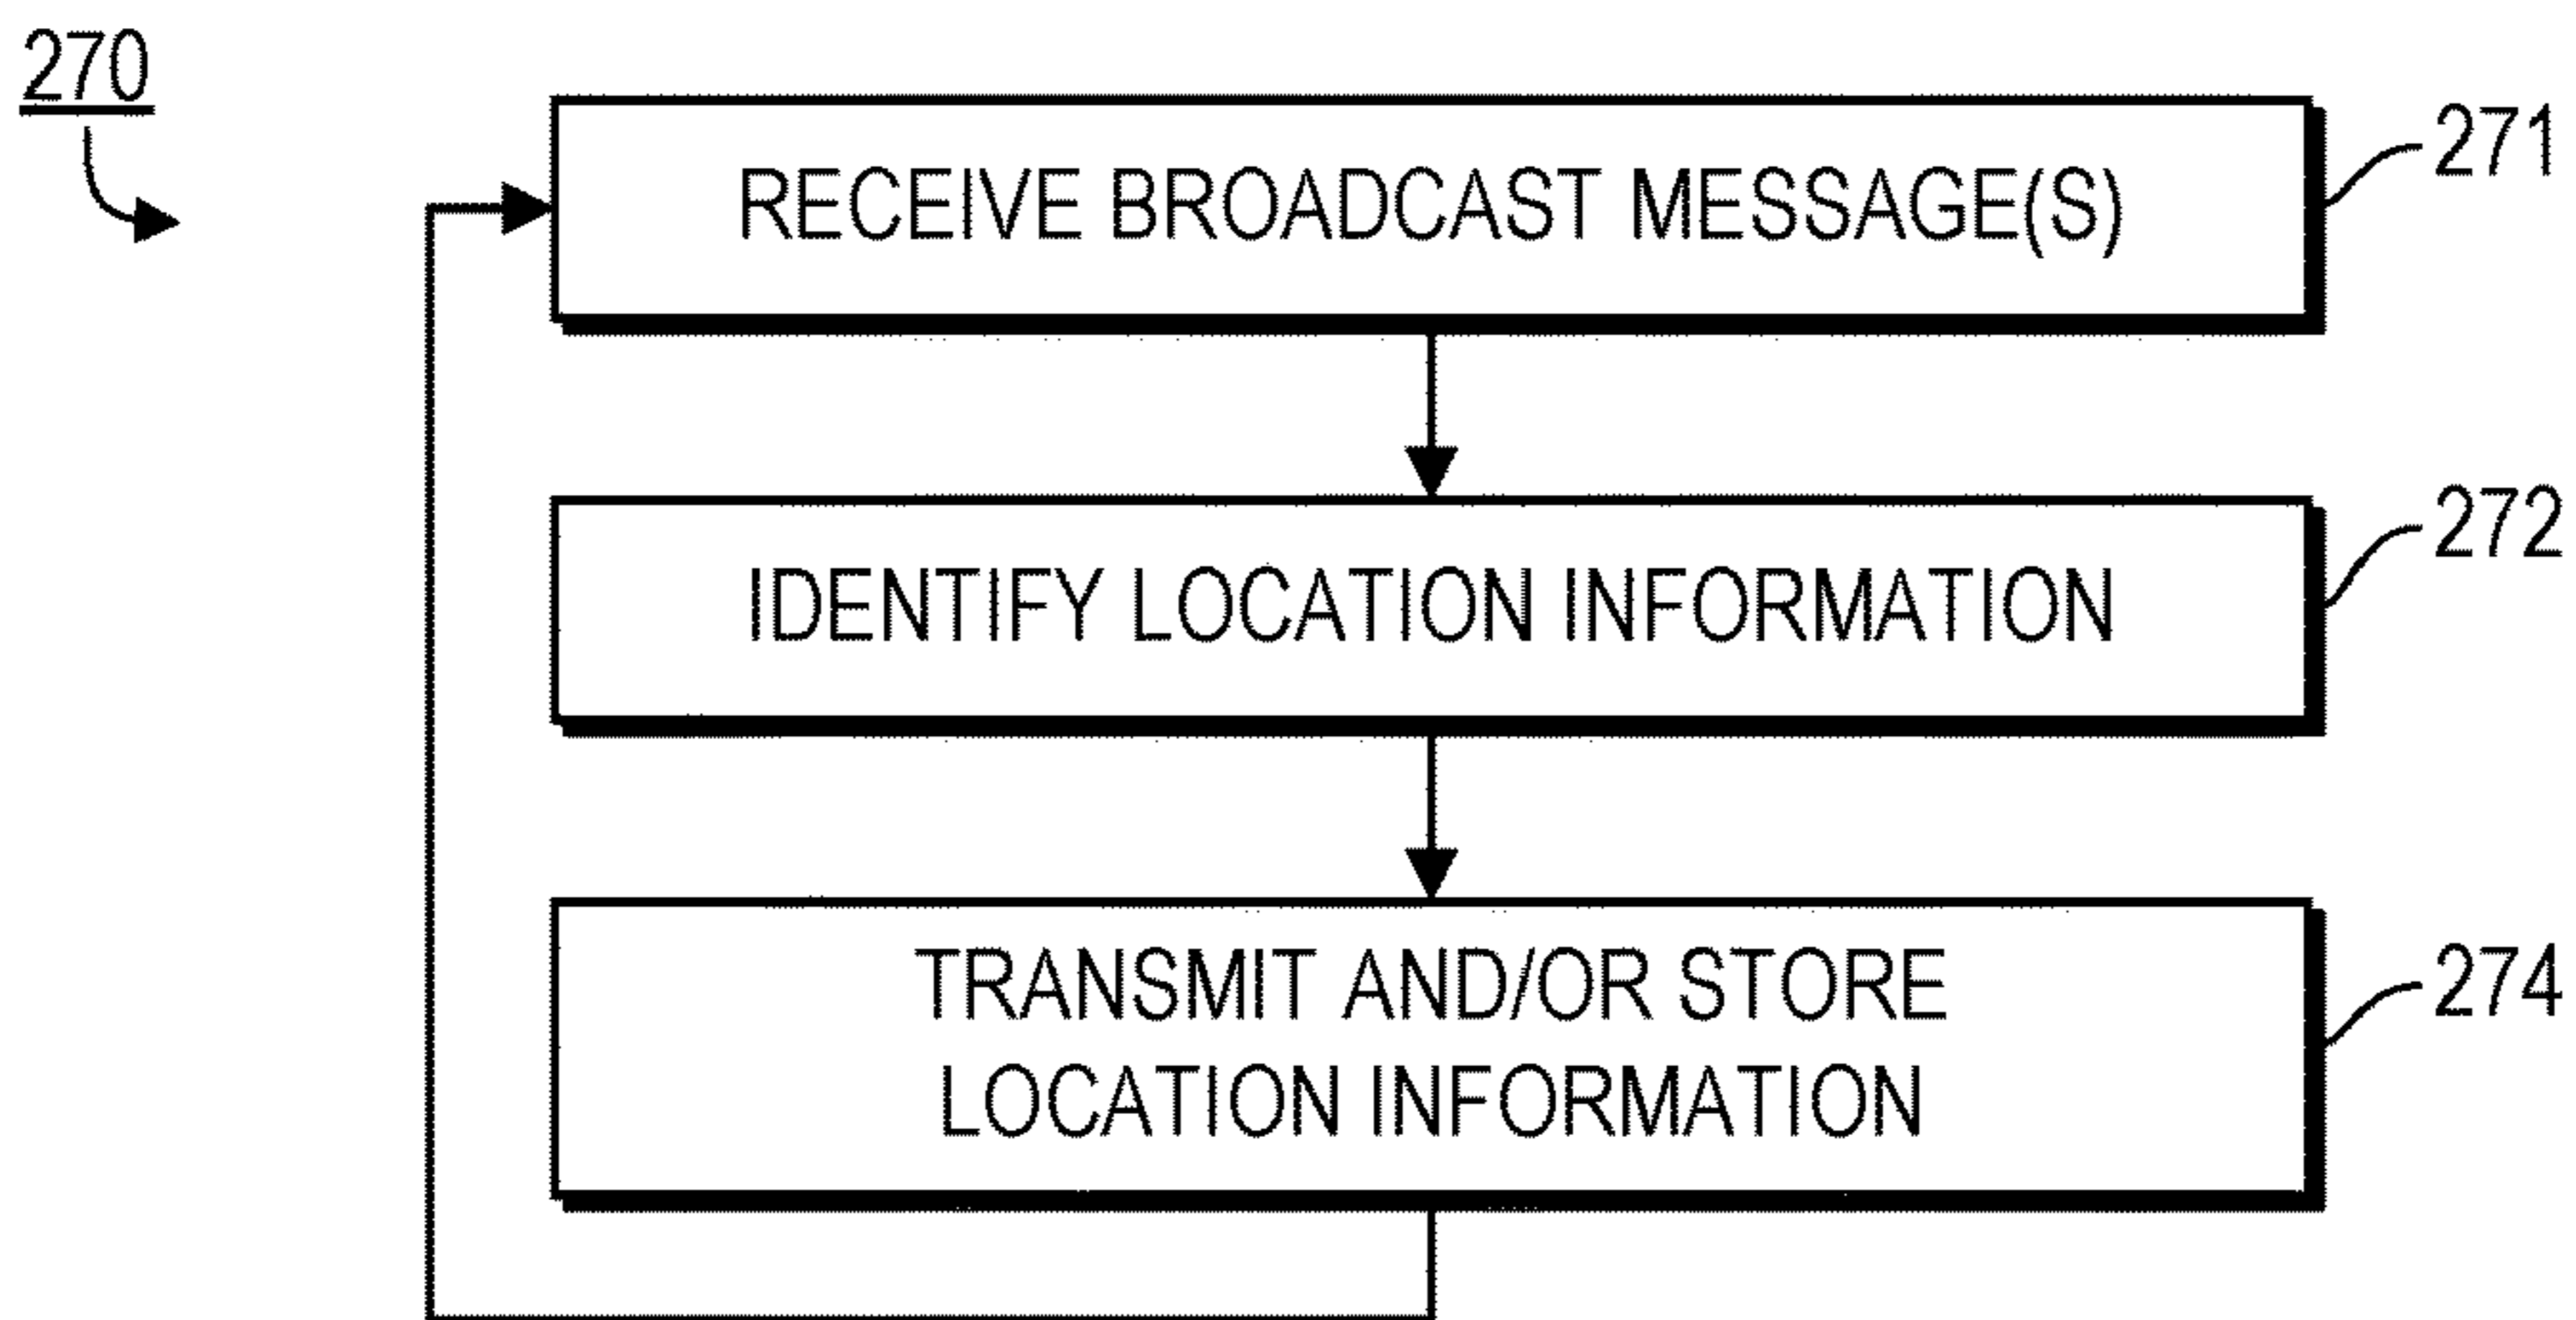 270
RECEIVE BROADCAST MESSAGE(S)
271
IDENTIFY LOCATION INFORMATION
272
TRANSMIT AND/OR STORE
LOCATION INFORMATION
274